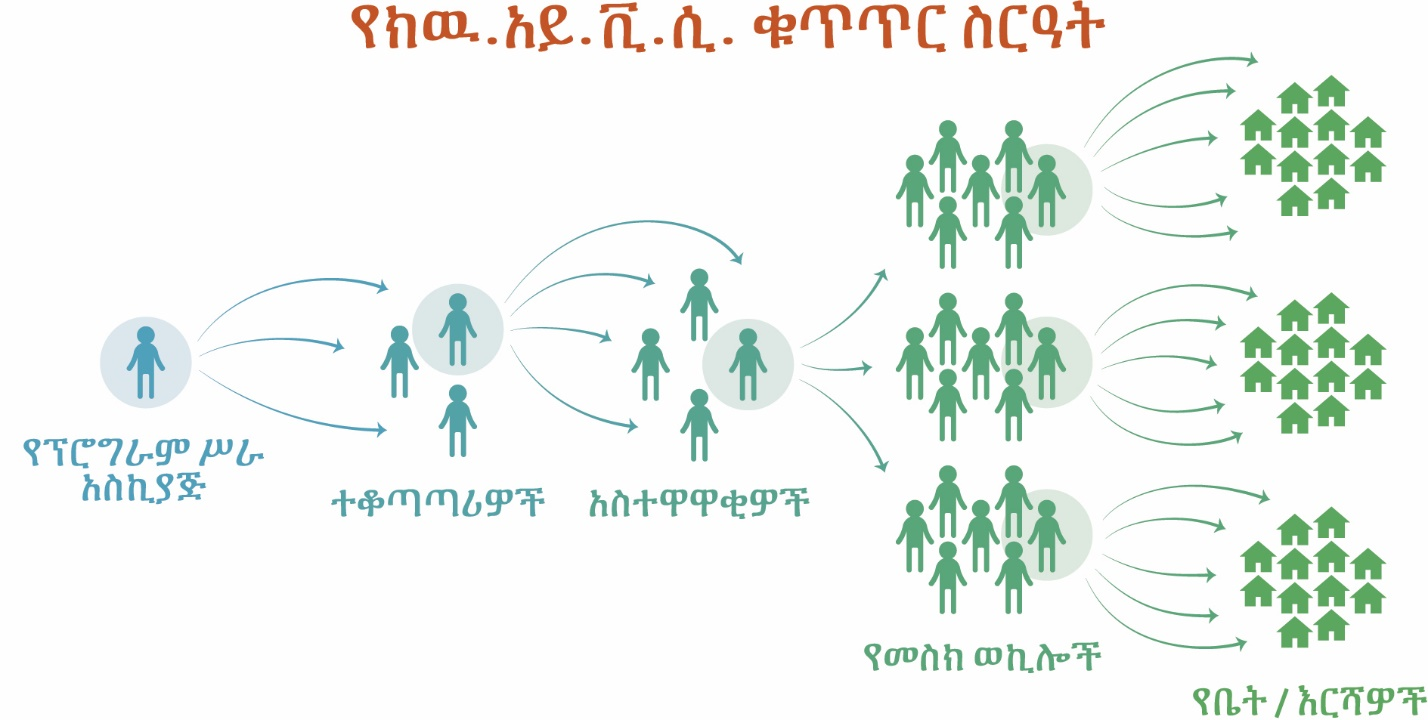 የክዉ.አይ.ቪ.ሲ. ቁጥጥር ስርዓት
የፕሮግራም ሥራ
አስኪያጅ
ተቆጣጣሪዎች
አስተዋዋቂዎች
የመስክ ወኪሎች
የቤት / እርሻዎች